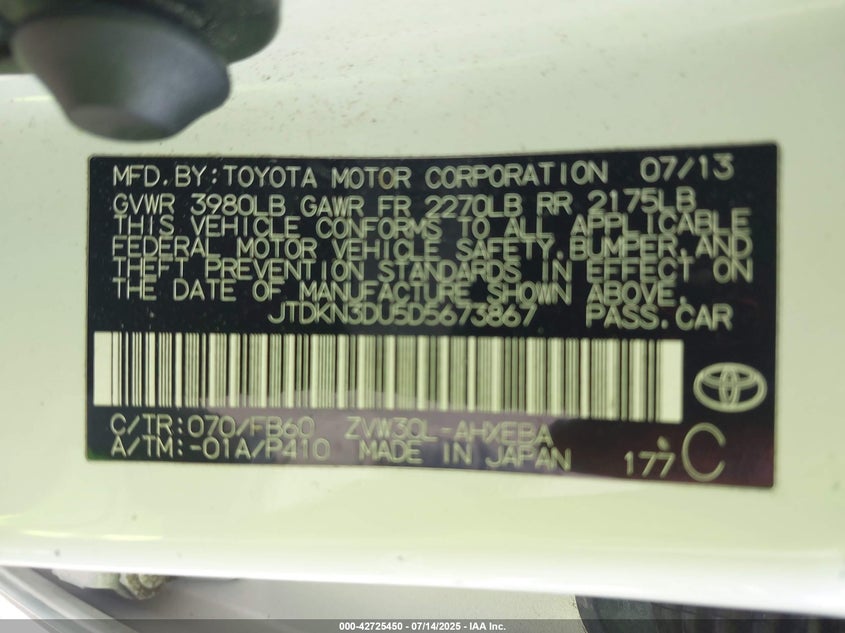 MFD. BY: TOYOTA MOTOR CORPORATION 07/13
GVWR 3980LB GAWR FR 2270LB RR 2175LB
THIS VEHICLE CONFORMS TO ALL APPLICABLE
FEDERAL MOTOR VEHICLE SAFETY, BUMPER, AND
THEFT PREVENTION STANDARDS IN EFFECT ON
THE DATE OF MANUFACTURE SHOWN ABOVE.
JTDKN3DU5D5673867 PASS. CAR
C/TR: 070/FB60 ZVW30L-AHXEBA
A/TM: -01A/P410 MADE IN JAPAN 177 C
000-42725450 - 07/14/2025 - IAA Inc.